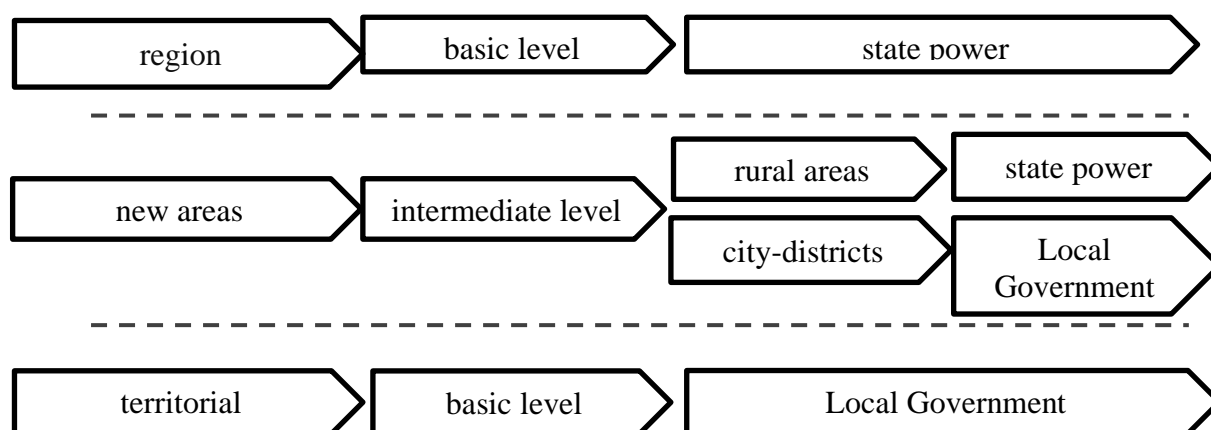 region
basic level
state power
new areas
intermediate level
rural areas
state power
city-districts
Local
Government
territorial
basic level
Local Government